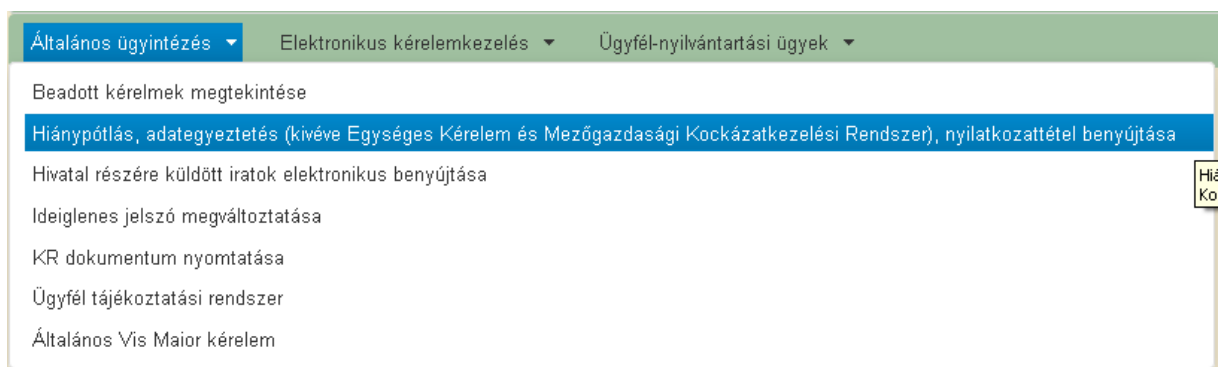 Általános ügyintézés Elektronikus kérelemkezelés Ügyfél-nyilvántartási ügyek
Beadott kérelmek megtekintése
Hiánypótlás, adategyeztetés (kivéve Egységes Kérelem és Mezőgazdasági Kockázatkezelési Rendszer), nyilatkozattétel benyújtása
Hivatal részére küldött iratok elektronikus benyújtása
Ideiglenes jelszó megváltoztatása
KR dokumentum nyomtatása
Ügyfél tájékoztatási rendszer
Általános Vis Maior kérelem